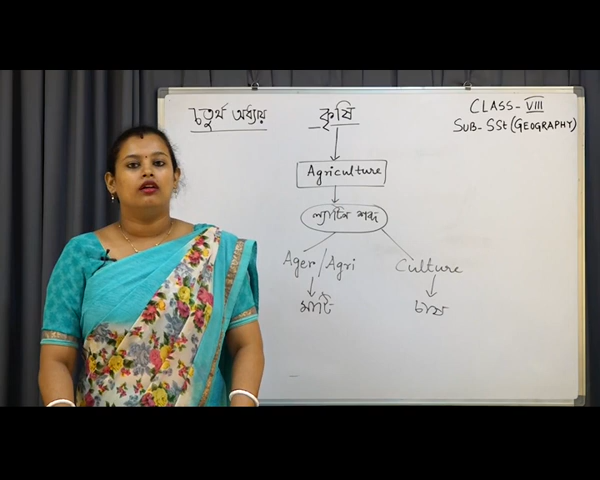 চতুর্থ অধ্যায়
কৃষি
CLASS- VIII
SUB- SSt (GEOGRAPHY)
Agriculture
ল্যাটিন শব্দ
Ager/Agri
Culture
মাটি
চাষ